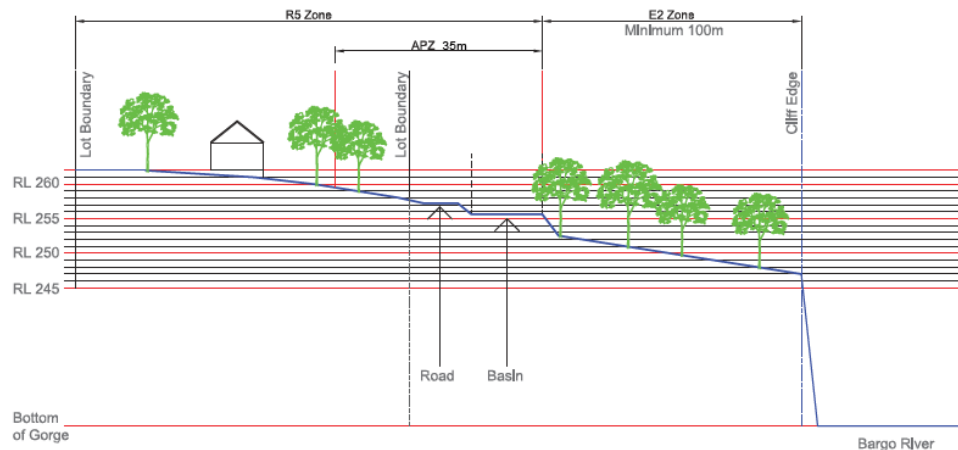 R5 Zone
E2 Zone
Minimum 100m
APZ 35m
Lot Boundary
Lot Boundary
Cliff Edge
RL 260
RL 255
RL 250
RL 245
Road
Basin
Bottom
of Gorge
Bargo River